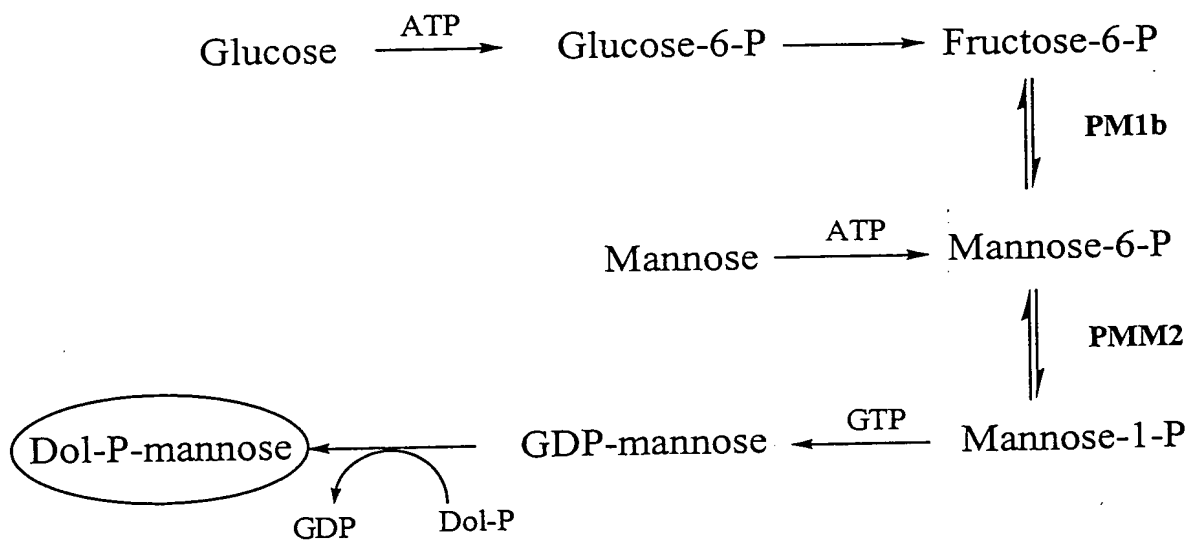 ATP
Glucose Glucose-6-P Fructose-6-P
PM1b
ATP
Mannose Mannose-6-P
PMM2
GTP
Dol-P-mannose GDP-mannose Mannose-1-P
GDP Dol-P